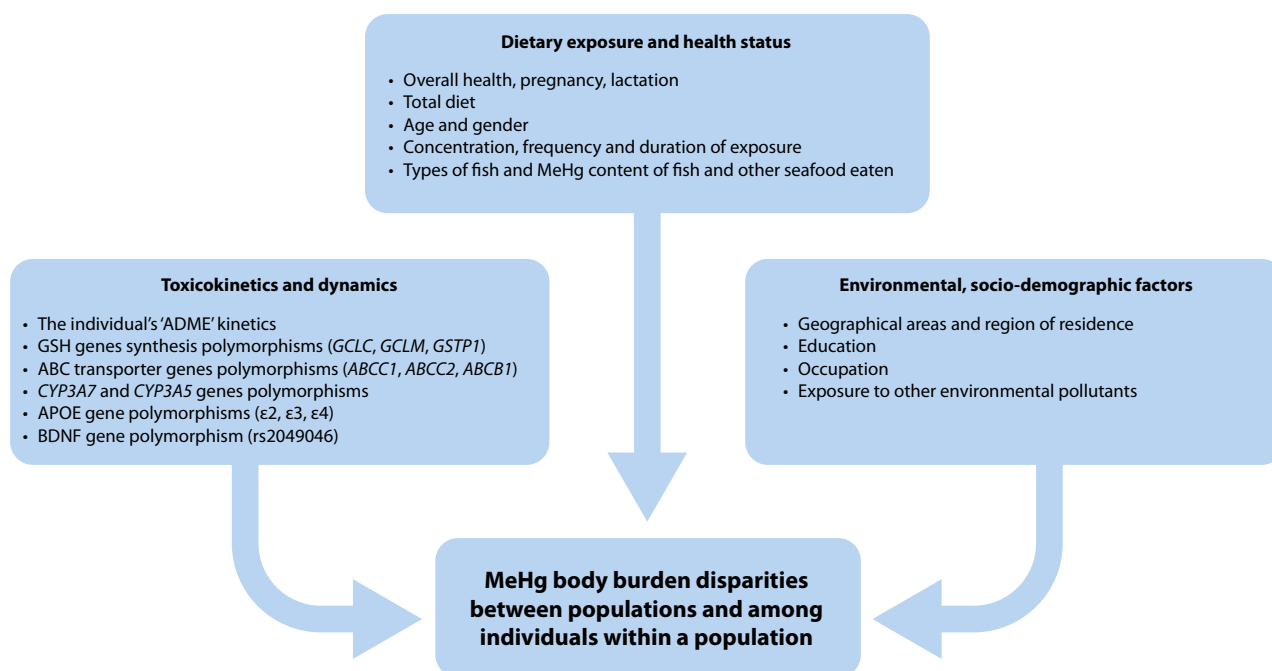 Dietary exposure and health status
• Overall health, pregnancy, lactation
• Total diet
• Age and gender
• Concentration, frequency and duration of exposure
• Types of fish and MeHg content of fish and other seafood eaten
Toxicokinetics and dynamics
• The individual's 'ADME' kinetics
• GSH genes synthesis polymorphisms (GCLC, GCLM, GSTP1)
• ABC transporter genes polymorphisms (ABCC1, ABCC2, ABCB1)
• CYP3A7 and CYP3A5 genes polymorphisms
• APOE gene polymorphisms (ε2, ε3, ε4)
• BDNF gene polymorphism (rs2049046)
Environmental, socio-demographic factors
• Geographical areas and region of residence
• Education
• Occupation
• Exposure to other environmental pollutants
MeHg body burden disparities
between populations and among
individuals within a population